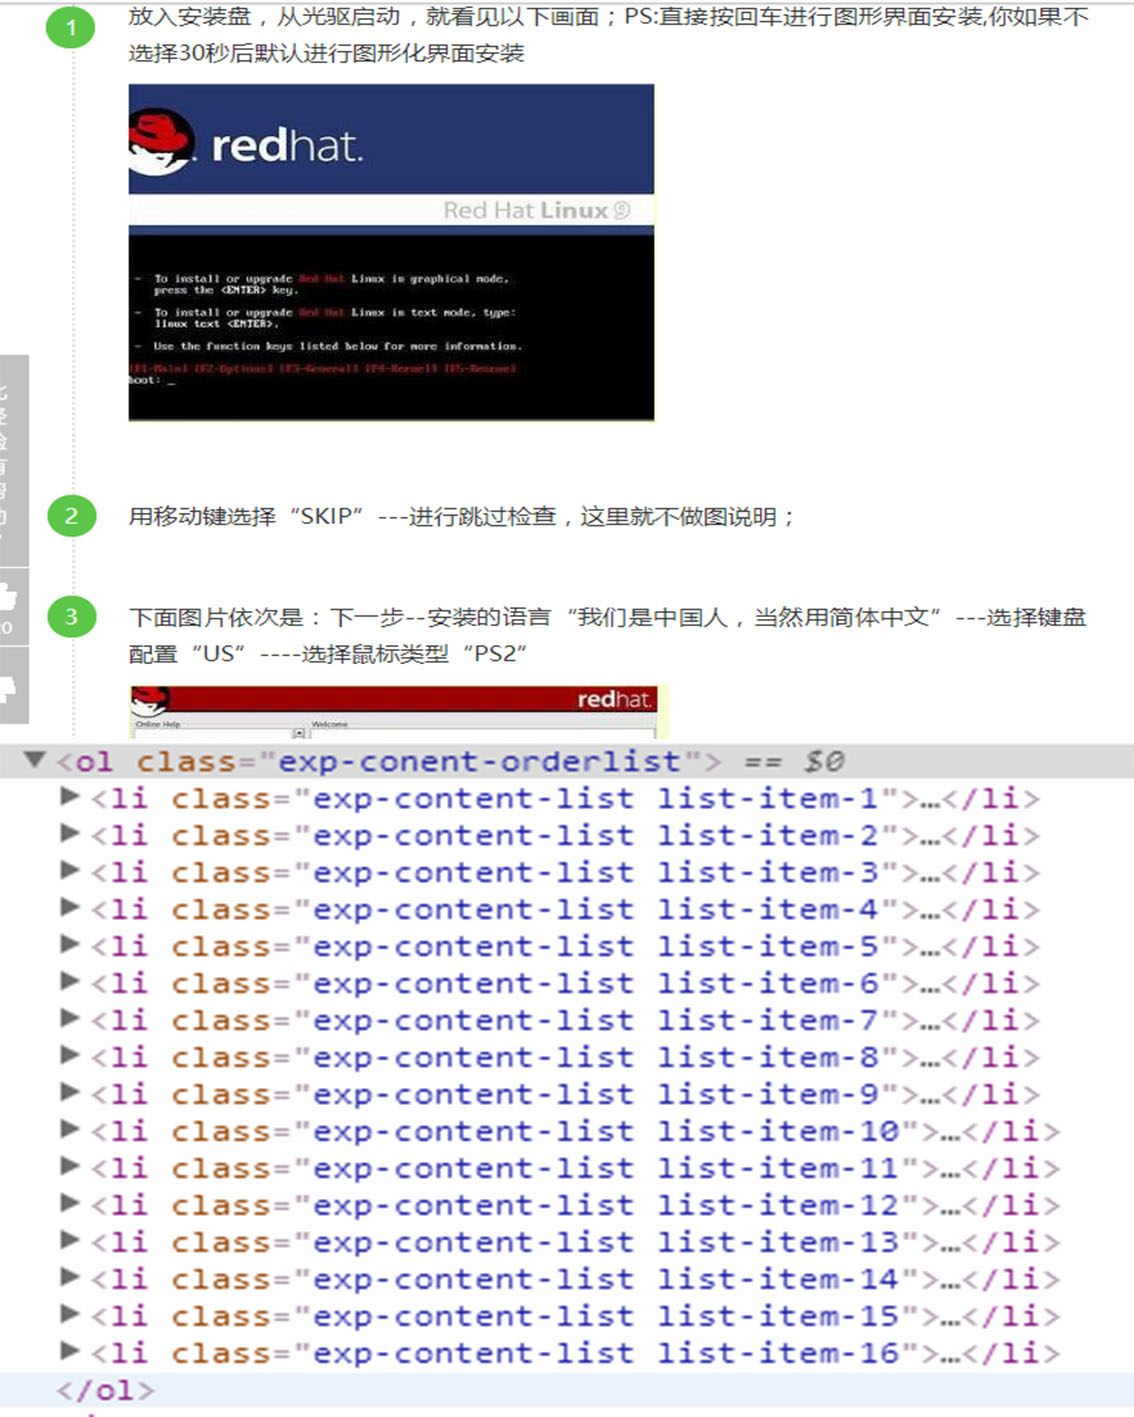 1
放入安装盘，从光驱启动，就看见以下画面；PS:直接按回车进行图形界面安装,你如果不
选择30秒后默认进行图形化界面安装
redhat.
Red Hat Linux 9
- To install or upgrade Red Hat Linux in graphical mode,
press the <ENTER> key.
- To install or upgrade Red Hat Linux in text mode, type:
linux text <ENTER>.
- Use the function keys listed below for more information.
[F1-Main] [F2-Options] [F3-General] [F4-Kernel] [F5-Rescue]
boot: _
2
用移动键选择“SKIP”---进行跳过检查，这里就不做图说明；
3
下面图片依次是：下一步--安装的语言“我们是中国人，当然用简体中文”---选择键盘
配置“US”----选择鼠标类型“PS2”
redhat.
Online Help
Welcome
▼<ol class="exp-conent-orderlist"> == $0
▶<li class="exp-content-list list-item-1">…</li>
▶<li class="exp-content-list list-item-2">…</li>
▶<li class="exp-content-list list-item-3">…</li>
▶<li class="exp-content-list list-item-4">…</li>
▶<li class="exp-content-list list-item-5">…</li>
▶<li class="exp-content-list list-item-6">…</li>
▶<li class="exp-content-list list-item-7">…</li>
▶<li class="exp-content-list list-item-8">…</li>
▶<li class="exp-content-list list-item-9">…</li>
▶<li class="exp-content-list list-item-10">…</li>
▶<li class="exp-content-list list-item-11">…</li>
▶<li class="exp-content-list list-item-12">…</li>
▶<li class="exp-content-list list-item-13">…</li>
▶<li class="exp-content-list list-item-14">…</li>
▶<li class="exp-content-list list-item-15">…</li>
▶<li class="exp-content-list list-item-16">…</li>
</ol>